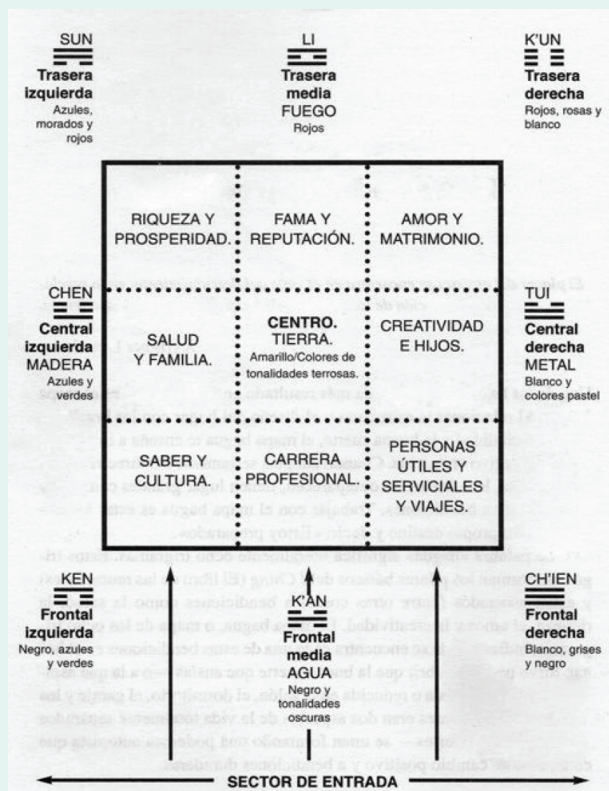 SUN
Trasera
izquierda
Azules,
morados y
rojos
LI
Trasera
media
FUEGO
Rojos
K'UN
Trasera
derecha
Rojos, rosas y
blanco
RIQUEZA Y
PROSPERIDAD.
FAMA Y
REPUTACIÓN.
AMOR Y
MATRIMONIO.
CHEN
Central
izquierda
MADERA
Azules y
verdes
SALUD
Y FAMILIA.
CENTRO.
TIERRA.
Amarillo/Colores de
tonalidades terrosas.
CREATIVIDAD
E HIJOS.
TUI
Central
derecha
METAL
Blanco y
colores pastel
SABER Y
CULTURA.
CARRERA
PROFESIONAL.
PERSONAS
ÚTILES Y
SERVICIALES
Y VIAJES.
KEN
Frontal
izquierda
Negro, azules
y verdes
K'AN
Frontal
media
AGUA
Negro y
tonalidades
oscuras
CH'IEN
Frontal
derecha
Blanco, grises
y negro
SECTOR DE ENTRADA